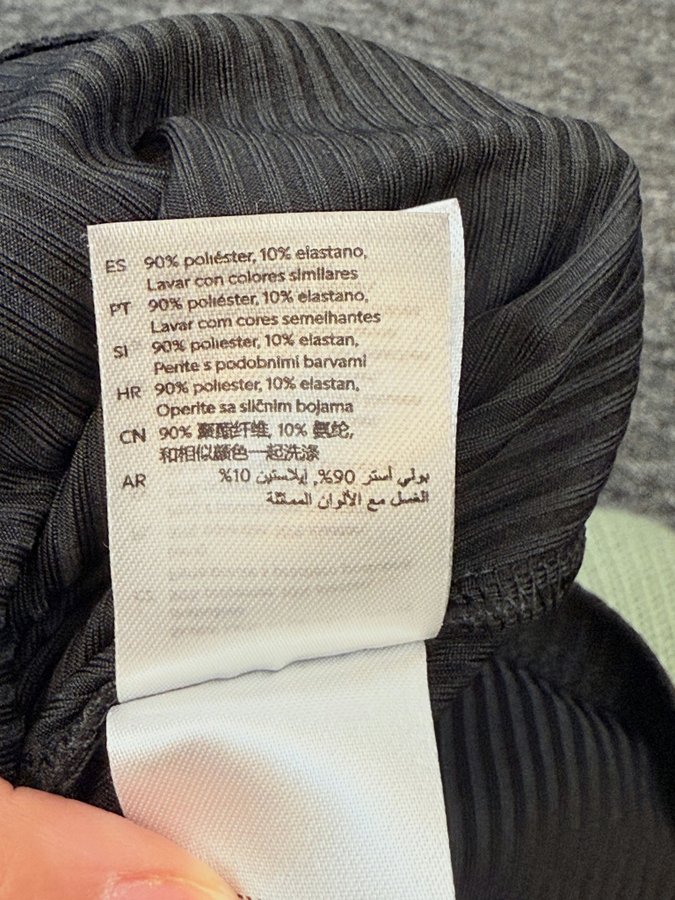 ES 90% poliéster, 10% elastano,
Lavar con colores similares
PT 90% poliéster, 10% elastano,
Lavar com cores semelhantes
SI 90% poliester, 10% elastan,
Perite s podobnimi barvami
HR 90% poliester, 10% elastan,
Operite sa sličnim bojama
CN 90% 聚酯纤维, 10% 氨纶,
和相似颜色一起洗涤
AR بولي أستر 90%, إيلاستين 10%
الغسل مع الألوان المماثلة